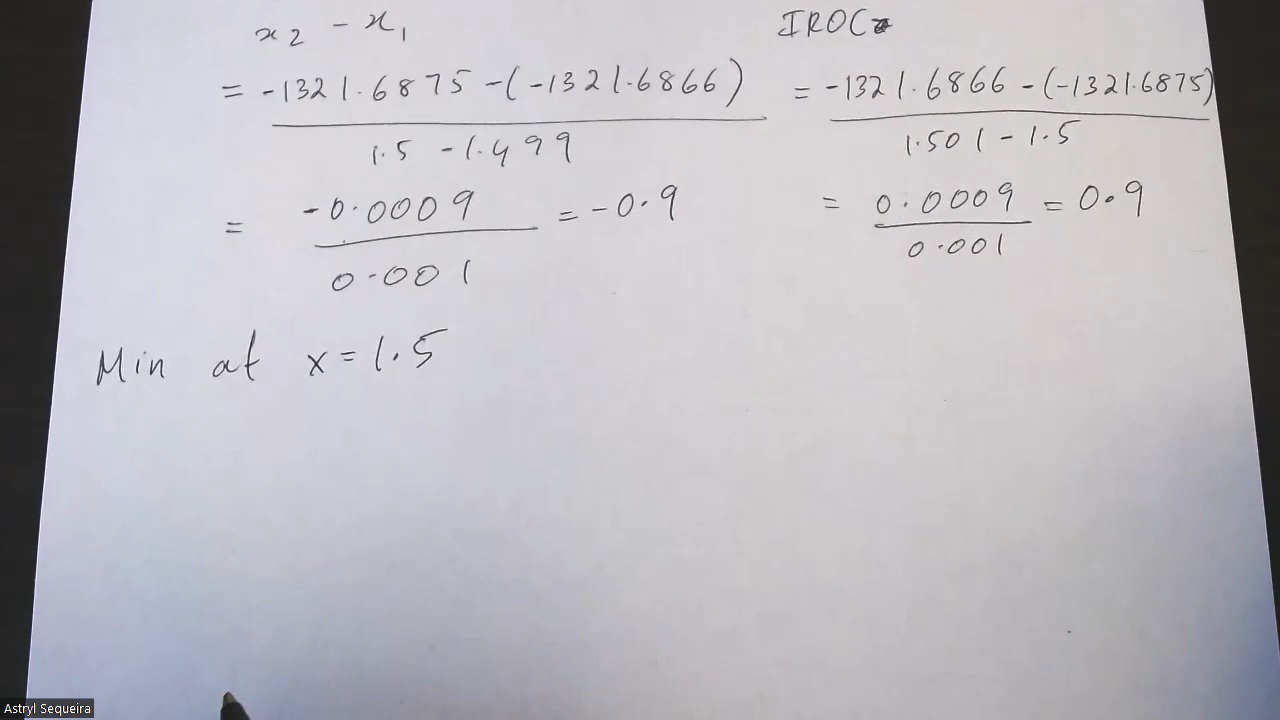 x₂ - x₁
= -1321.6875 -(-1321.6866)
1.5 - 1.499
= -0.0009 = -0.9
0.001
Min at x = 1.5
IROC
= -1321.6866 - (-1321.6875)
1.501 - 1.5
= 0.0009 = 0.9
0.001
Astryl Sequeira